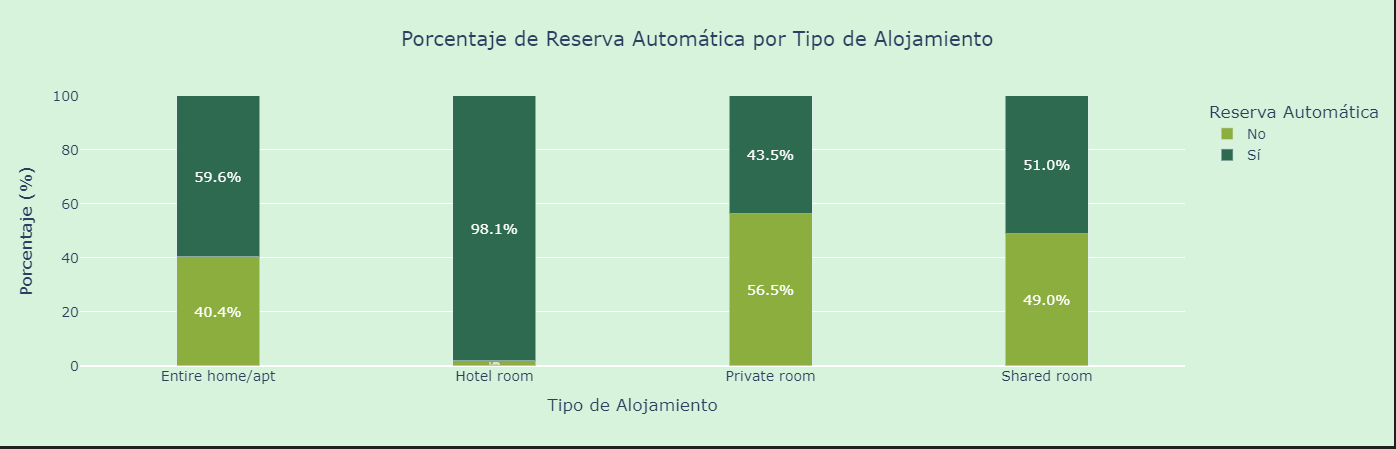 Porcentaje de Reserva Automática por Tipo de Alojamiento
Reserva Automática
No
Sí
Porcentaje (%)
100
80
60
40
20
0
59.6%
40.4%
98.1%
43.5%
56.5%
51.0%
49.0%
Entire home/apt
Hotel room
Private room
Shared room
Tipo de Alojamiento